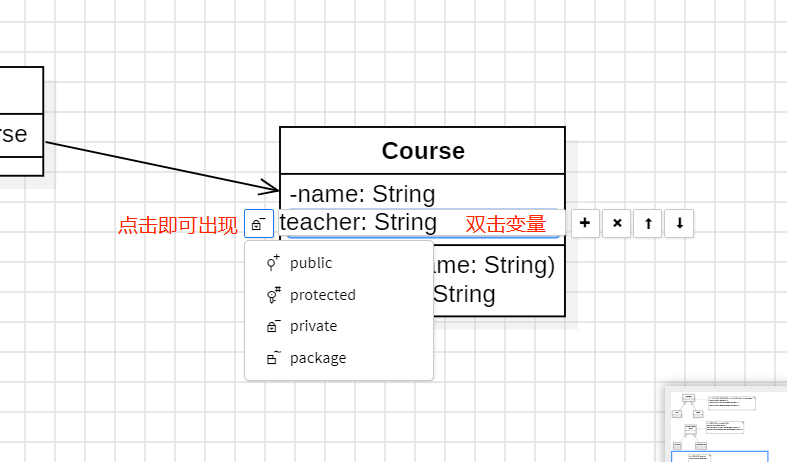 rse
Course
-name: String
点击即可出现
teacher: String
双击变量
public
ame: String)
protected
String
private
package